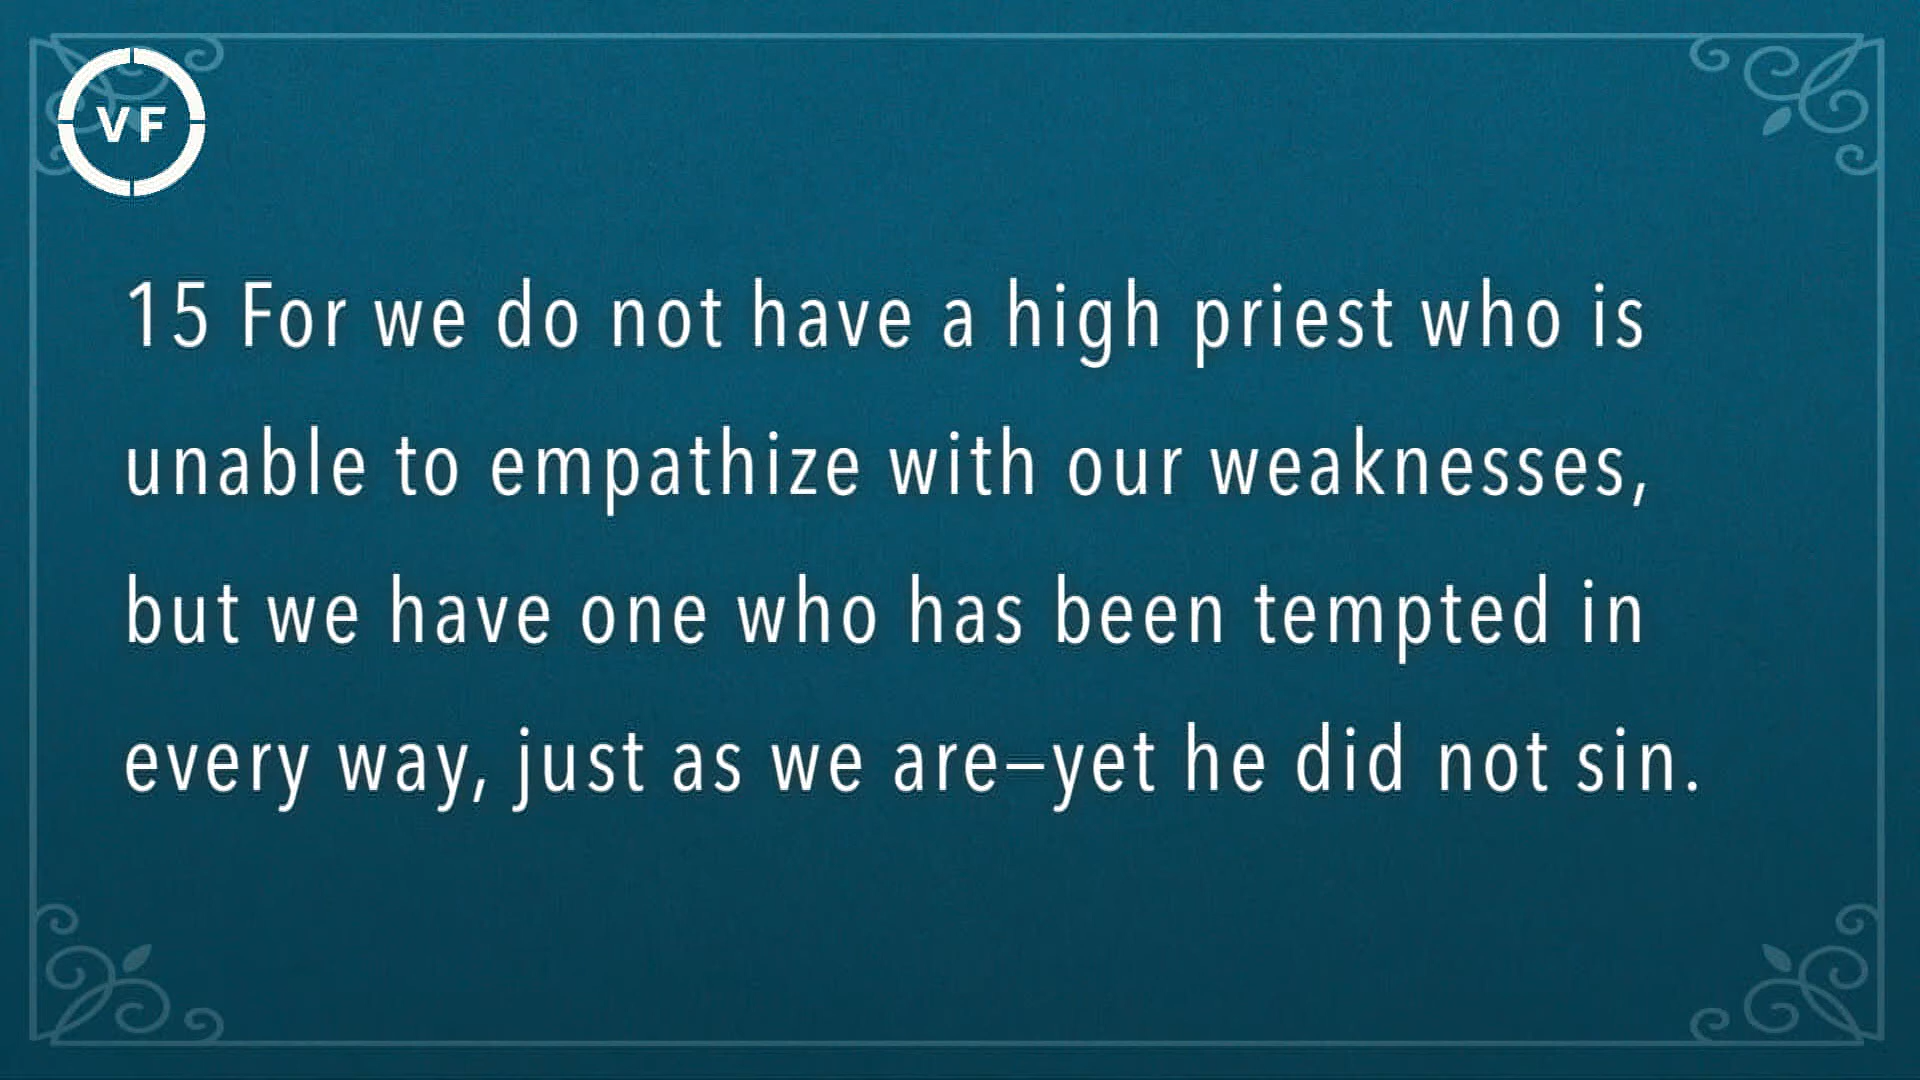 VF
15 For we do not have a high priest who is
unable to empathize with our weaknesses,
but we have one who has been tempted in
every way, just as we are—yet he did not sin.